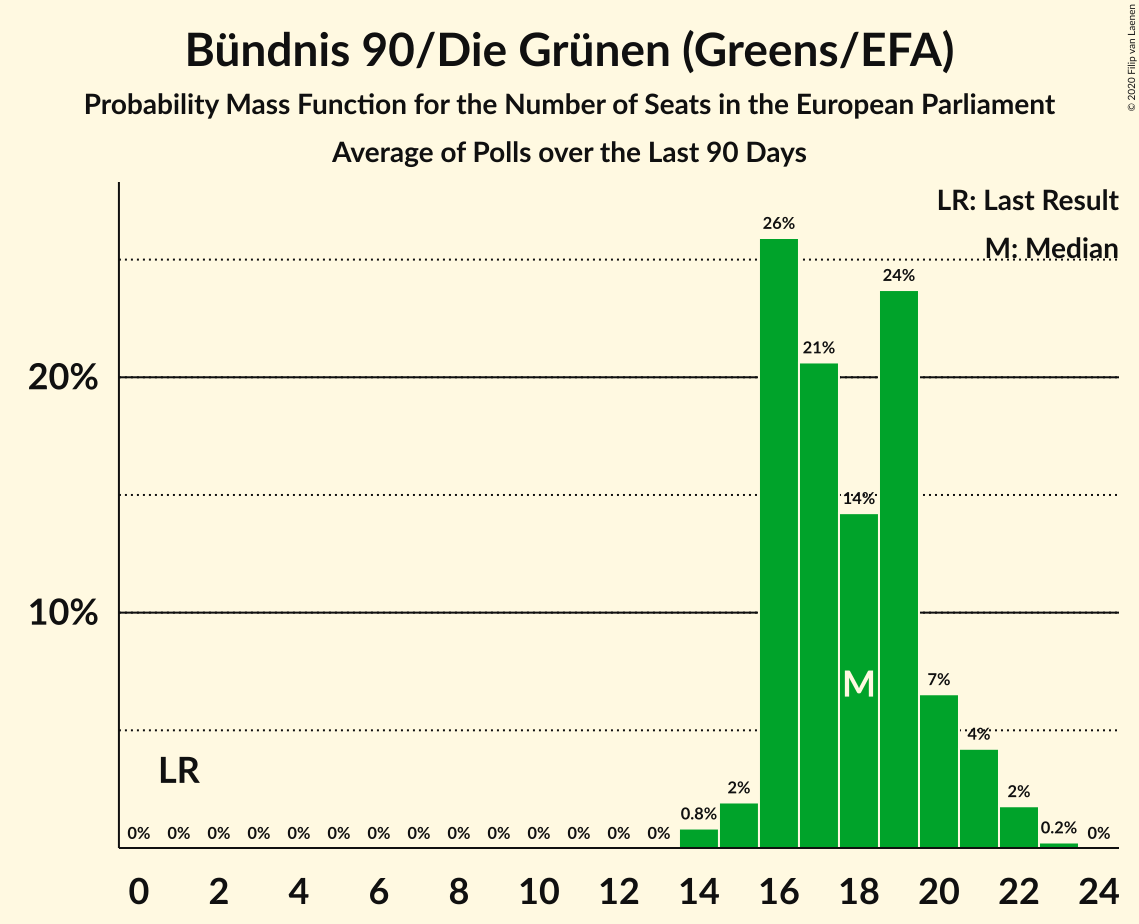 Bündnis 90/Die Grünen (Greens/EFA)
Probability Mass Function for the Number of Seats in the European Parliament
Average of Polls over the Last 90 Days
© 2020 Filip van Laenen
LR: Last Result
M: Median
20%
10%
LR
M
0% 0% 0% 0% 0% 0% 0% 0% 0% 0% 0% 0% 0% 0% 0.8% 2% 26% 21% 14% 24% 7% 4% 2% 0.2% 0%
0 2 4 6 8 10 12 14 16 18 20 22 24